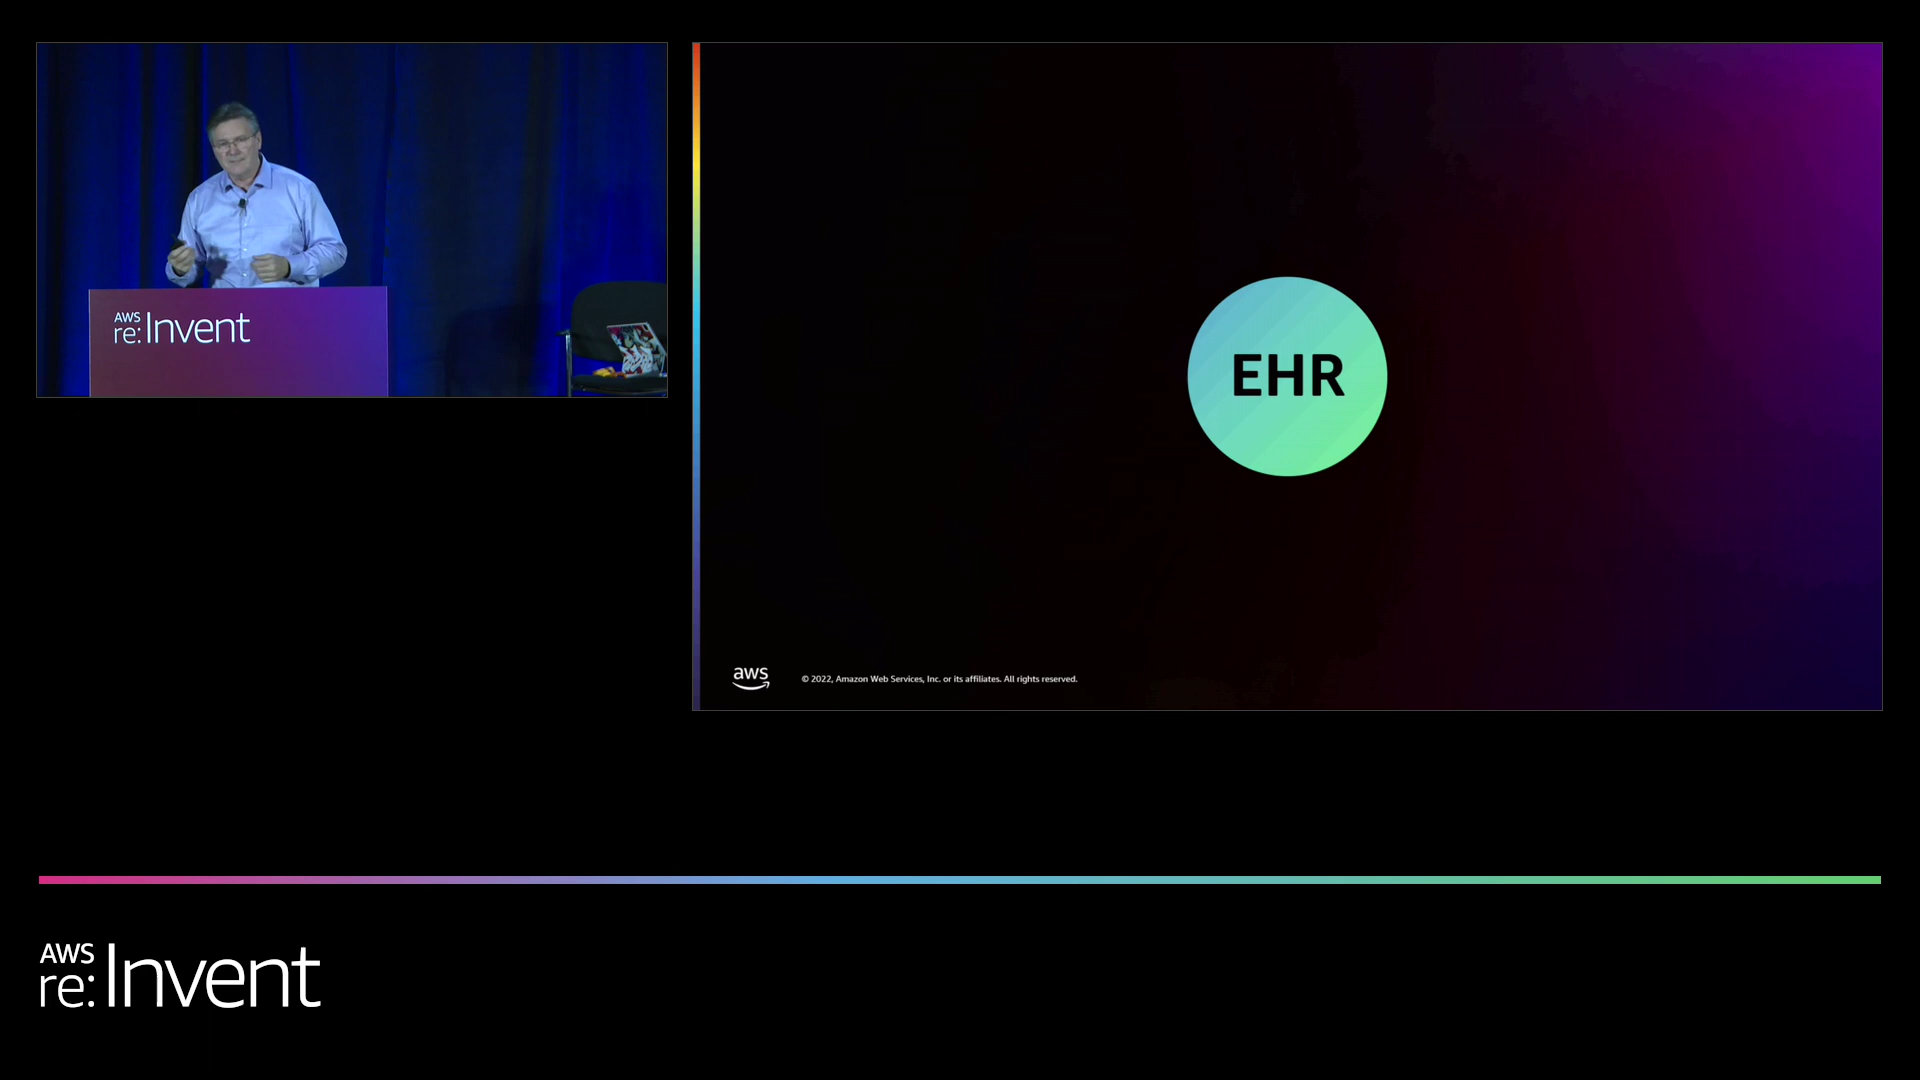 AWS
re:Invent
EHR
aws
© 2022, Amazon Web Services, Inc. or its affiliates. All rights reserved.
AWS
re:Invent